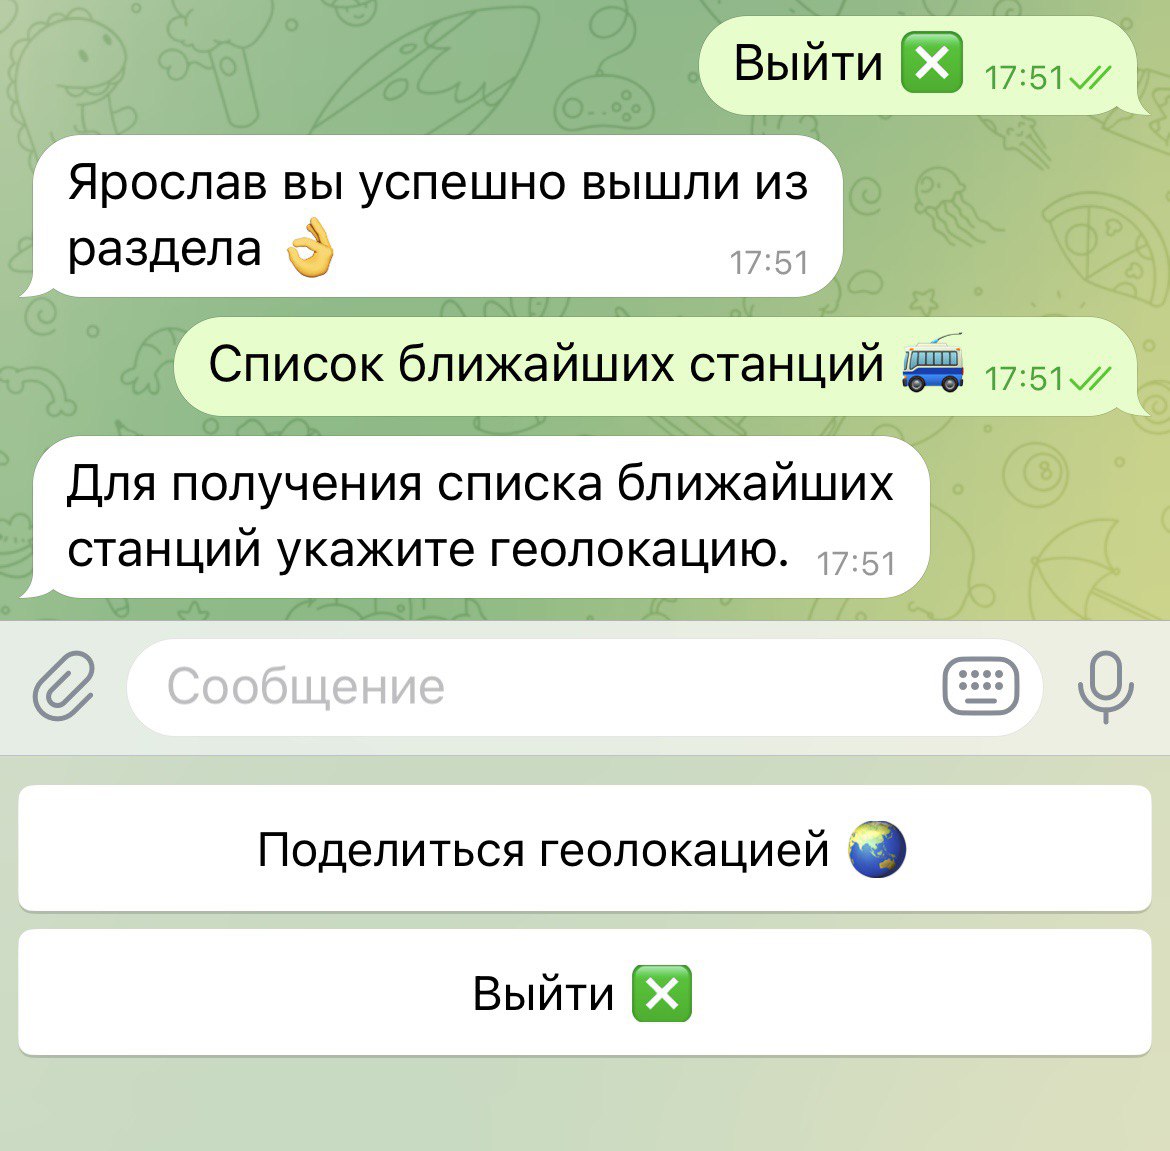 Выйти ❎ 17:51
Ярослав вы успешно вышли из
раздела 👌 17:51
Список ближайших станций 🚎 17:51
Для получения списка ближайших
станций укажите геолокацию. 17:51
Сообщение
Поделиться геолокацией 🌏
Выйти ❎